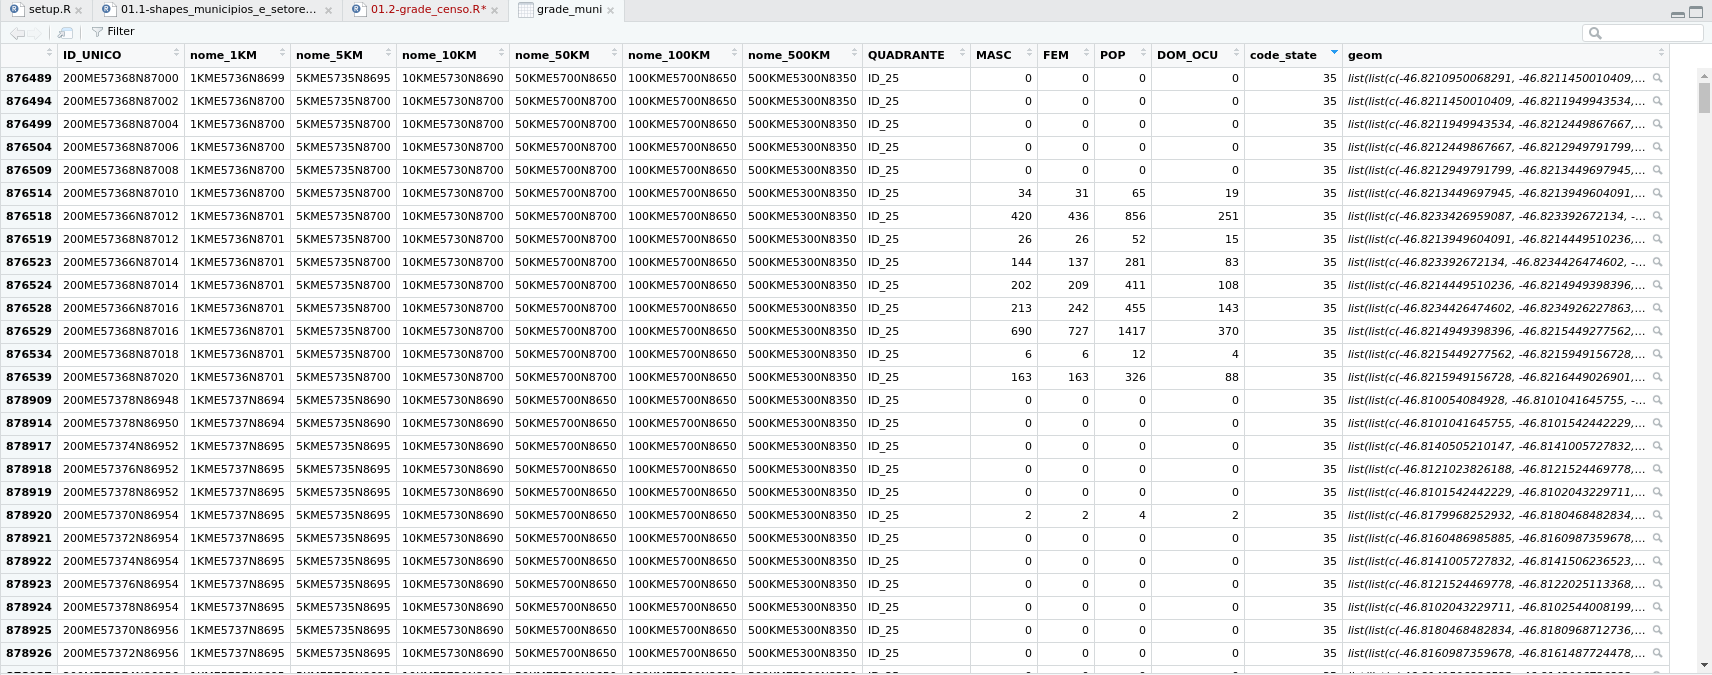 setup.R 01.1-shapes_municipios_e_setore... 01.2-grade_censo.R* grade_muni
Filter
ID_UNICO nome_1KM nome_5KM nome_10KM nome_50KM nome_100KM nome_500KM QUADRANTE MASC FEM POP DOM_OCU code_state geom
876489 200ME57368N87000 1KME5736N8699 5KME5735N8695 10KME5730N8690 50KME5700N8650 100KME5700N8650 500KME5300N8350 ID_25 0 0 0 0 35 list(list(c(-46.8210950068291, -46.8211450010409,...
876494 200ME57368N87002 1KME5736N8700 5KME5735N8700 10KME5730N8700 50KME5700N8700 100KME5700N8650 500KME5300N8350 ID_25 0 0 0 0 35 list(list(c(-46.8211450010409, -46.8211949943534,...
876499 200ME57368N87004 1KME5736N8700 5KME5735N8700 10KME5730N8700 50KME5700N8700 100KME5700N8650 500KME5300N8350 ID_25 0 0 0 0 35 list(list(c(-46.8211949943534, -46.8212449867667,...
876504 200ME57368N87006 1KME5736N8700 5KME5735N8700 10KME5730N8700 50KME5700N8700 100KME5700N8650 500KME5300N8350 ID_25 0 0 0 0 35 list(list(c(-46.8212449867667, -46.8212949791799,...
876509 200ME57368N87008 1KME5736N8700 5KME5735N8700 10KME5730N8700 50KME5700N8700 100KME5700N8650 500KME5300N8350 ID_25 0 0 0 0 35 list(list(c(-46.8212949791799, -46.8213449697945,...
876514 200ME57368N87010 1KME5736N8700 5KME5735N8700 10KME5730N8700 50KME5700N8700 100KME5700N8650 500KME5300N8350 ID_25 34 31 65 19 35 list(list(c(-46.8213449697945, -46.8213949604091,...
876518 200ME57366N87012 1KME5736N8701 5KME5735N8700 10KME5730N8700 50KME5700N8700 100KME5700N8650 500KME5300N8350 ID_25 420 436 856 251 35 list(list(c(-46.8233426959087, -46.823392672134, -...
876519 200ME57368N87012 1KME5736N8701 5KME5735N8700 10KME5730N8700 50KME5700N8700 100KME5700N8650 500KME5300N8350 ID_25 26 26 52 15 35 list(list(c(-46.8213949604091, -46.8214449510236,...
876523 200ME57366N87014 1KME5736N8701 5KME5735N8700 10KME5730N8700 50KME5700N8700 100KME5700N8650 500KME5300N8350 ID_25 144 137 281 83 35 list(list(c(-46.823392672134, -46.8234426474602, -...
876524 200ME57368N87014 1KME5736N8701 5KME5735N8700 10KME5730N8700 50KME5700N8700 100KME5700N8650 500KME5300N8350 ID_25 202 209 411 108 35 list(list(c(-46.8214449510236, -46.8214949398396,...
876528 200ME57366N87016 1KME5736N8701 5KME5735N8700 10KME5730N8700 50KME5700N8700 100KME5700N8650 500KME5300N8350 ID_25 213 242 455 143 35 list(list(c(-46.8234426474602, -46.8234926227863,...
876529 200ME57368N87016 1KME5736N8701 5KME5735N8700 10KME5730N8700 50KME5700N8700 100KME5700N8650 500KME5300N8350 ID_25 690 727 1417 370 35 list(list(c(-46.8214949398396, -46.8215449277562,...
876534 200ME57368N87018 1KME5736N8701 5KME5735N8700 10KME5730N8700 50KME5700N8700 100KME5700N8650 500KME5300N8350 ID_25 6 6 12 4 35 list(list(c(-46.8215449277562, -46.8215949156728,...
876539 200ME57368N87020 1KME5736N8701 5KME5735N8700 10KME5730N8700 50KME5700N8700 100KME5700N8650 500KME5300N8350 ID_25 163 163 326 88 35 list(list(c(-46.8215949156728, -46.8216449026901,...
878909 200ME57378N86948 1KME5737N8694 5KME5735N8690 10KME5730N8690 50KME5700N8650 100KME5700N8650 500KME5300N8350 ID_25 0 0 0 0 35 list(list(c(-46.810054084928, -46.8101041645755, -...
878914 200ME57378N86950 1KME5737N8694 5KME5735N8690 10KME5730N8690 50KME5700N8650 100KME5700N8650 500KME5300N8350 ID_25 0 0 0 0 35 list(list(c(-46.8101041645755, -46.8101542442229,...
878917 200ME57374N86952 1KME5737N8695 5KME5735N8695 10KME5730N8690 50KME5700N8650 100KME5700N8650 500KME5300N8350 ID_25 0 0 0 0 35 list(list(c(-46.8140505210147, -46.8141005727832,...
878918 200ME57376N86952 1KME5737N8695 5KME5735N8695 10KME5730N8690 50KME5700N8650 100KME5700N8650 500KME5300N8350 ID_25 0 0 0 0 35 list(list(c(-46.8121023826188, -46.8121524469778,...
878919 200ME57378N86952 1KME5737N8695 5KME5735N8695 10KME5730N8690 50KME5700N8650 100KME5700N8650 500KME5300N8350 ID_25 0 0 0 0 35 list(list(c(-46.8101542442229, -46.8102043229711,...
878920 200ME57370N86954 1KME5737N8695 5KME5735N8695 10KME5730N8690 50KME5700N8650 100KME5700N8650 500KME5300N8350 ID_25 2 2 4 2 35 list(list(c(-46.8179968252932, -46.8180468482834,...
878921 200ME57372N86954 1KME5737N8695 5KME5735N8695 10KME5730N8690 50KME5700N8650 100KME5700N8650 500KME5300N8350 ID_25 0 0 0 0 35 list(list(c(-46.8160486985885, -46.8160987359678,...
878922 200ME57374N86954 1KME5737N8695 5KME5735N8695 10KME5730N8690 50KME5700N8650 100KME5700N8650 500KME5300N8350 ID_25 0 0 0 0 35 list(list(c(-46.8141005727832, -46.8141506236523,...
878923 200ME57376N86954 1KME5737N8695 5KME5735N8695 10KME5730N8690 50KME5700N8650 100KME5700N8650 500KME5300N8350 ID_25 0 0 0 0 35 list(list(c(-46.8121524469778, -46.8122025113368,...
878924 200ME57378N86954 1KME5737N8695 5KME5735N8695 10KME5730N8690 50KME5700N8650 100KME5700N8650 500KME5300N8350 ID_25 0 0 0 0 35 list(list(c(-46.8102043229711, -46.8102544008199,...
878925 200ME57370N86956 1KME5737N8695 5KME5735N8695 10KME5730N8690 50KME5700N8650 100KME5700N8650 500KME5300N8350 ID_25 0 0 0 0 35 list(list(c(-46.8180468482834, -46.8180968712736,...
878926 200ME57372N86956 1KME5737N8695 5KME5735N8695 10KME5730N8690 50KME5700N8650 100KME5700N8650 500KME5300N8350 ID_25 0 0 0 0 35 list(list(c(-46.8160987359678, -46.8161487724478,...